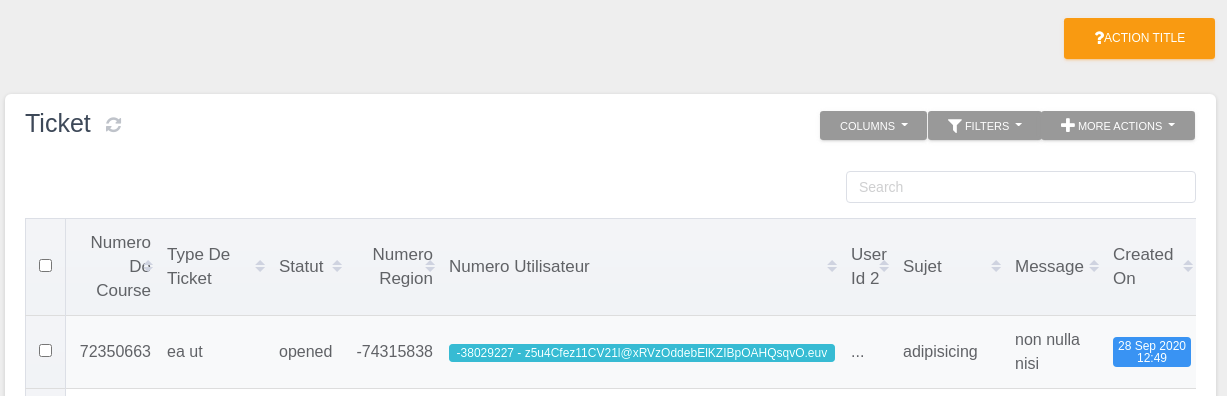 ?ACTION TITLE
Ticket
COLUMNS
FILTERS
MORE ACTIONS
Search
Numero De Course
Type De Ticket
Statut
Numero Region
Numero Utilisateur
User Id 2
Sujet
Message
Created On
72350663
ea ut
opened
-74315838
-38029227 - z5u4Cfez11CV21l@xRVzOddebElKZIBpOAHQsqvO.euv
...
adipisicing
non nulla nisi
28 Sep 2020
12:49